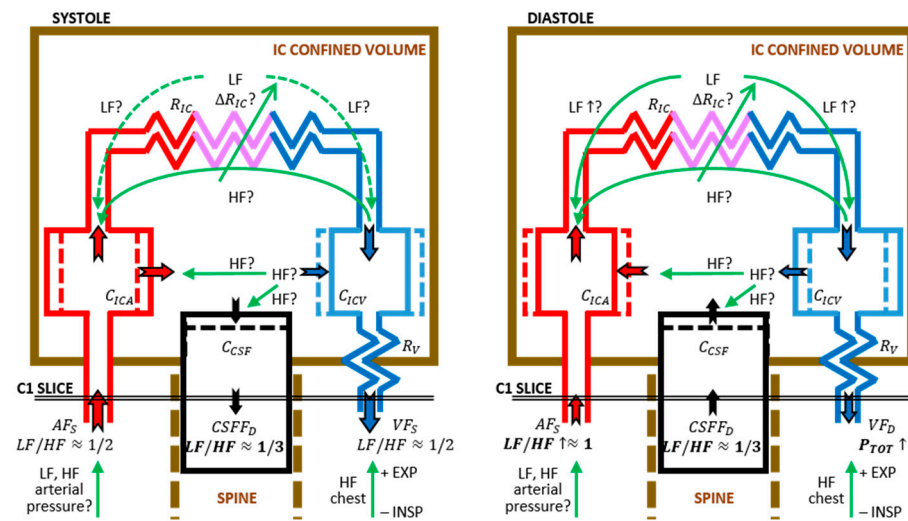 SYSTOLE
IC CONFINED VOLUME
LF
LF?
R_IC
ΔR_IC?
LF?
HF?
HF?
HF?
HF?
C_ICA
C_ICV
C_CSF
R_V
C1 SLICE
AF_S
LF/HF ≈ 1/2
CSFF_D
LF/HF ≈ 1/3
VF_S
LF/HF ≈ 1/2
LF, HF
arterial
pressure?
SPINE
HF
chest
+ EXP
– INSP
DIASTOLE
IC CONFINED VOLUME
LF
LF ↑?
R_IC
ΔR_IC?
LF ↑?
HF?
HF?
HF?
HF?
C_ICA
C_ICV
C_CSF
R_V
C1 SLICE
AF_S
LF/HF ↑≈ 1
CSFF_D
LF/HF ≈ 1/3
VF_D
P_TOT ↑
LF, HF
arterial
pressure?
SPINE
HF
chest
+ EXP
– INSP